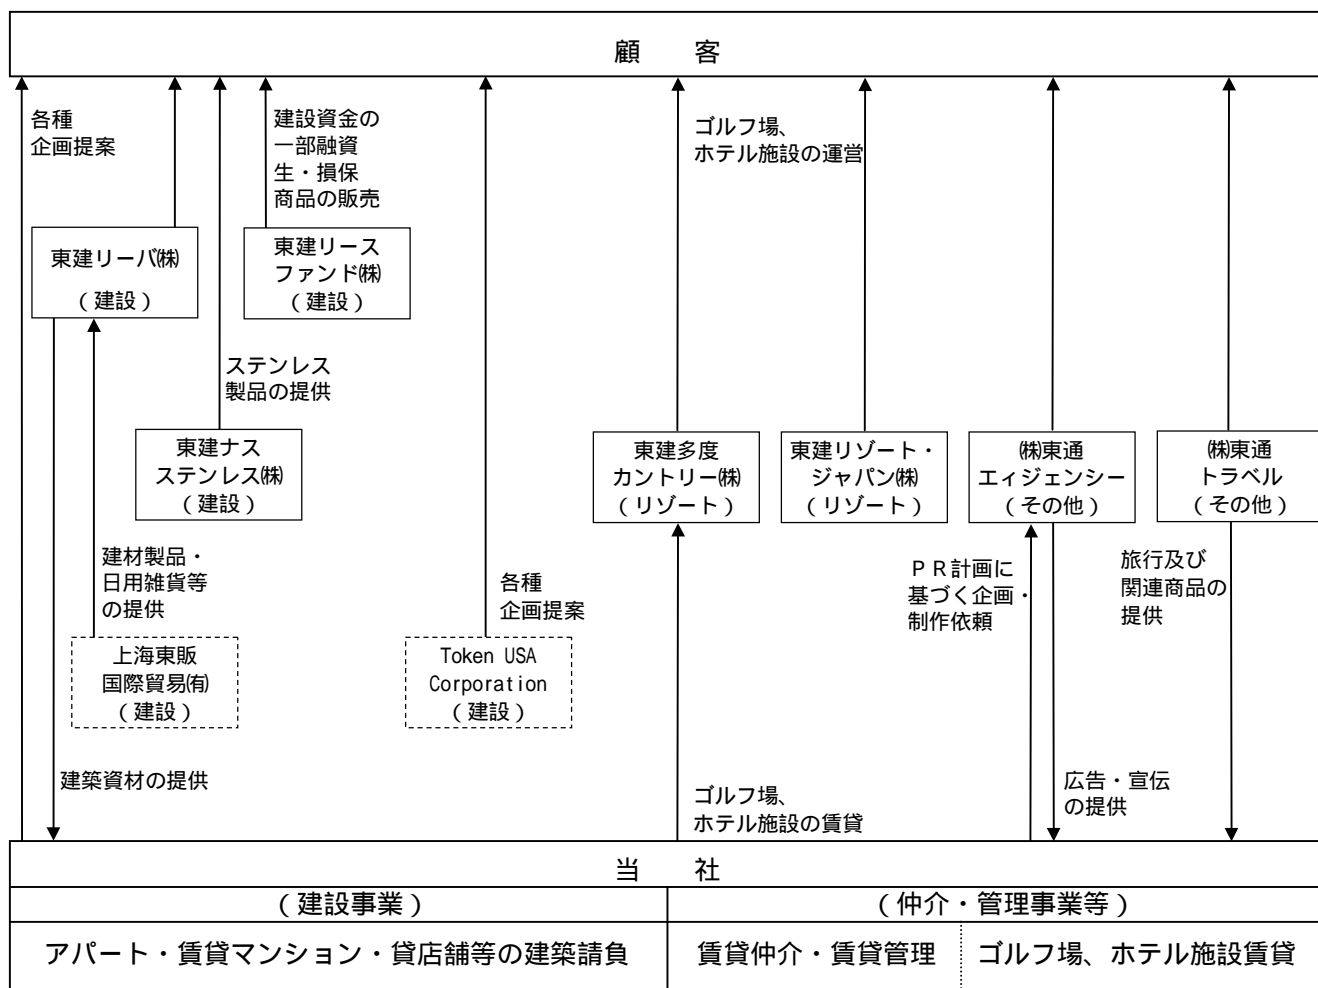 顧　　客
各種
企画提案
建設資金の
一部融資
生・損保
商品の販売
ゴルフ場、
ホテル施設の運営
東建リーバ㈱
（建設）
東建リース
ファンド㈱
（建設）
ステンレス
製品の提供
東建ナス
ステンレス㈱
（建設）
東建多度
カントリー㈱
（リゾート）
東建リゾート・
ジャパン㈱
（リゾート）
㈱東通
エィジェンシー
（その他）
㈱東通
トラベル
（その他）
建材製品・
日用雑貨等
の提供
各種
企画提案
ＰＲ計画に
基づく企画・
制作依頼
旅行及び
関連商品の
提供
上海東販
国際貿易㈲
（建設）
Token USA
Corporation
（建設）
建築資材の提供
ゴルフ場、
ホテル施設の賃貸
広告・宣伝
の提供
当　　社
（建設事業）
（仲介・管理事業等）
アパート・賃貸マンション・貸店舗等の建築請負
賃貸仲介・賃貸管理
ゴルフ場、ホテル施設賃貸